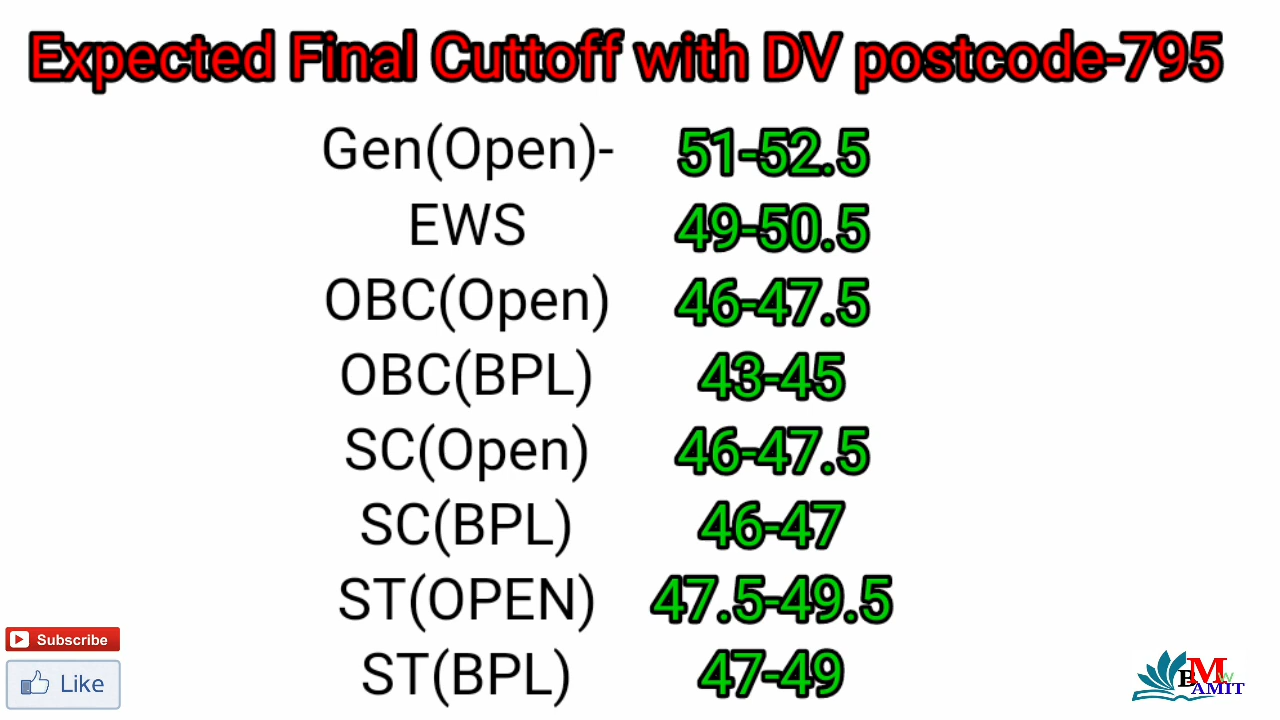 Expected Final Cuttoff with DV postcode-795
Gen(Open)- 51-52.5
EWS 49-50.5
OBC(Open) 46-47.5
OBC(BPL) 43-45
SC(Open) 46-47.5
SC(BPL) 46-47
ST(OPEN) 47.5-49.5
ST(BPL) 47-49
Subscribe
Like
AMIT